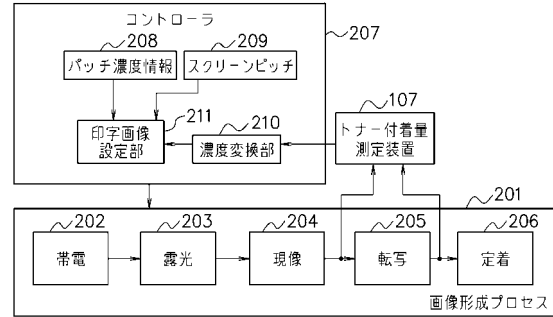 コントローラ
207
208
209
パッチ濃度情報
スクリーンピッチ
211
210
107
印字画像
設定部
濃度変換部
トナー付着量
測定装置
201
202
203
204
205
206
帯電
露光
現像
転写
定着
画像形成プロセス